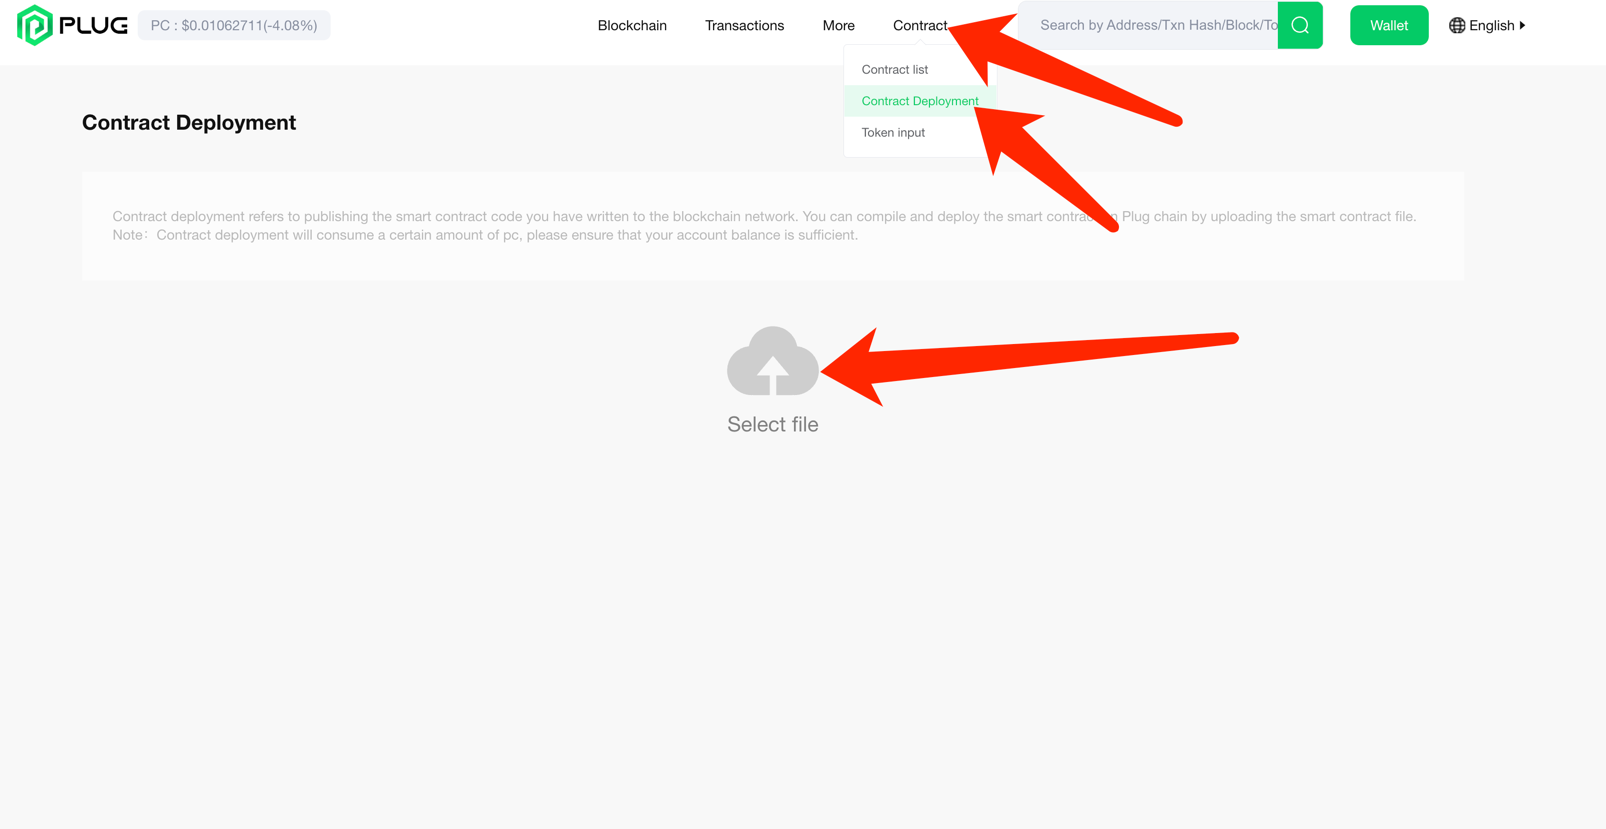 PLUG
PC : $0.01062711(-4.08%)
Blockchain
Transactions
More
Contract
Search by Address/Txn Hash/Block/To
Wallet
English
Contract list
Contract Deployment
Token input
Contract Deployment
Contract deployment refers to publishing the smart contract code you have written to the blockchain network. You can compile and deploy the smart contrac n Plug chain by uploading the smart contract file.
Note： Contract deployment will consume a certain amount of pc, please ensure that your account balance is sufficient.
Select file